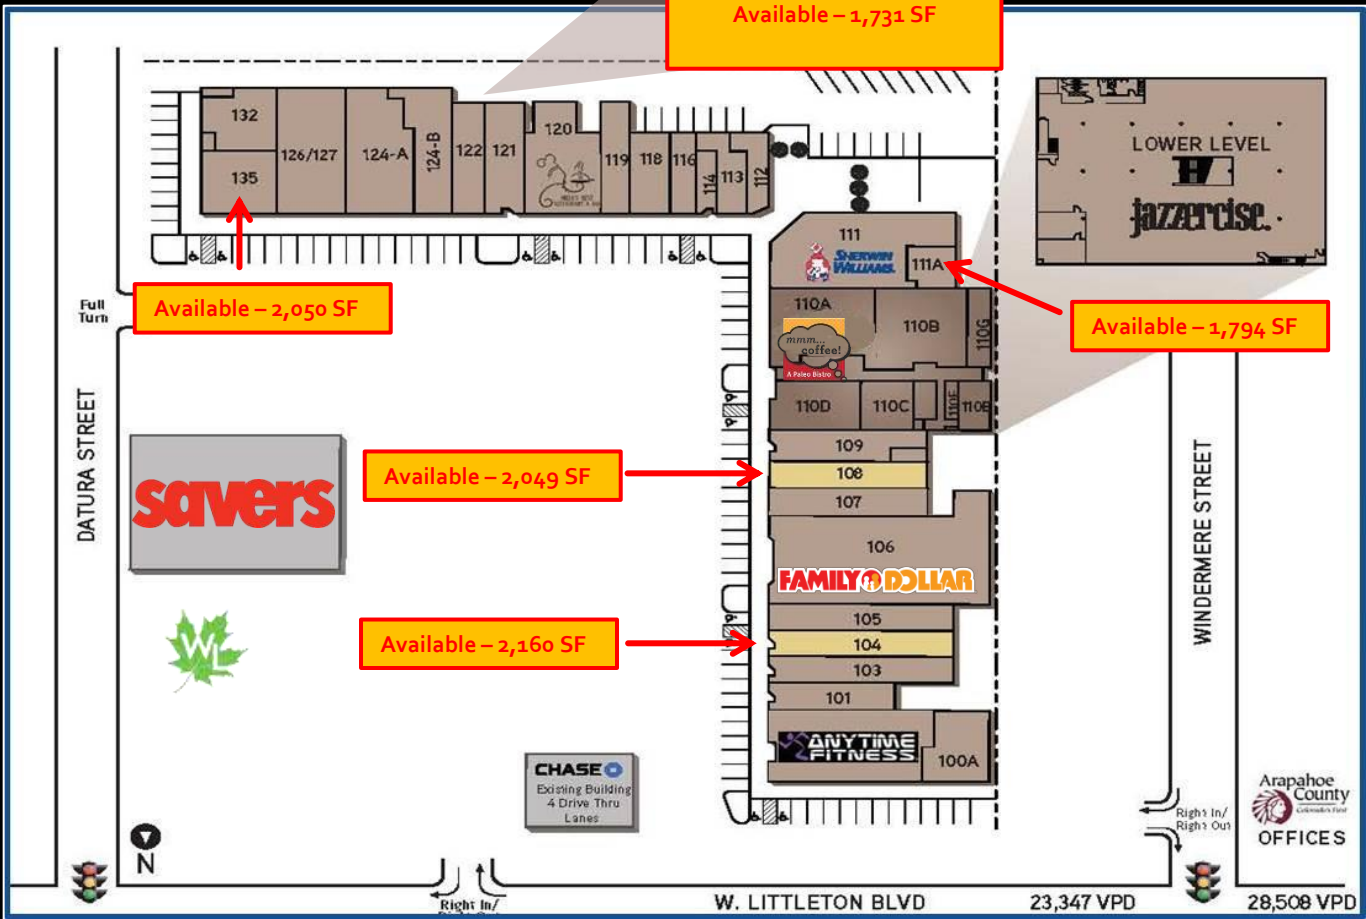 Available – 1,731 SF
132
126/127
124-A
124-B
122
121
120
119
118
116
114
113
112
135
LOWER LEVEL
jazzercise.
111
SHERWIN
WILLIAMS.
111A
Available – 2,050 SF
Full
Turn
110A
110B
110G
Available – 1,794 SF
mmm...
coffee!
A Paleo Bistro
110D
110C
110F
DATURA STREET
109
Available – 2,049 SF
108
107
savers
106
FAMILY DOLLAR
WINDERMERE STREET
105
Available – 2,160 SF
104
103
WL
101
ANYTIME
FITNESS
100A
CHASE
Existing Building
4 Drive Thru
Lanes
Arapahoe
County
Colorado's First
OFFICES
Right In/
Right Out
N
Right In/
W. LITTLETON BLVD
23,347 VPD
28,508 VPD